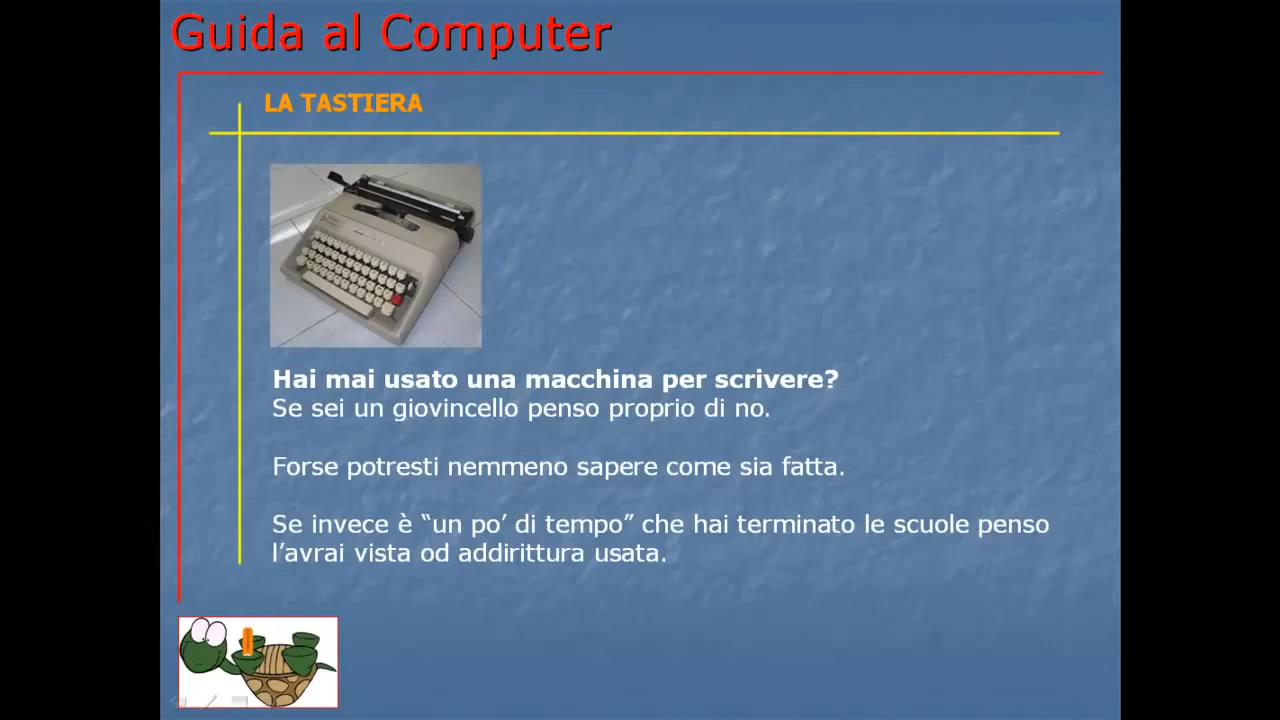 Guida al Computer
LA TASTIERA
Hai mai usato una macchina per scrivere?
Se sei un giovincello penso proprio di no.
Forse potresti nemmeno sapere come sia fatta.
Se invece è “un po’ di tempo” che hai terminato le scuole penso
l’avrai vista od addirittura usata.